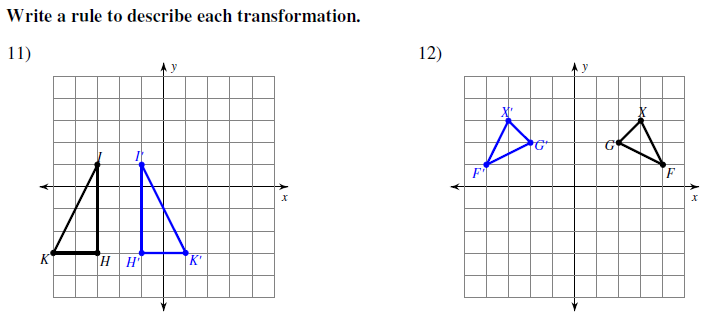 Write a rule to describe each transformation.
11)
12)
y
x
I
K
H
I'
H'
K'
y
x
X
G
F
X'
G'
F'